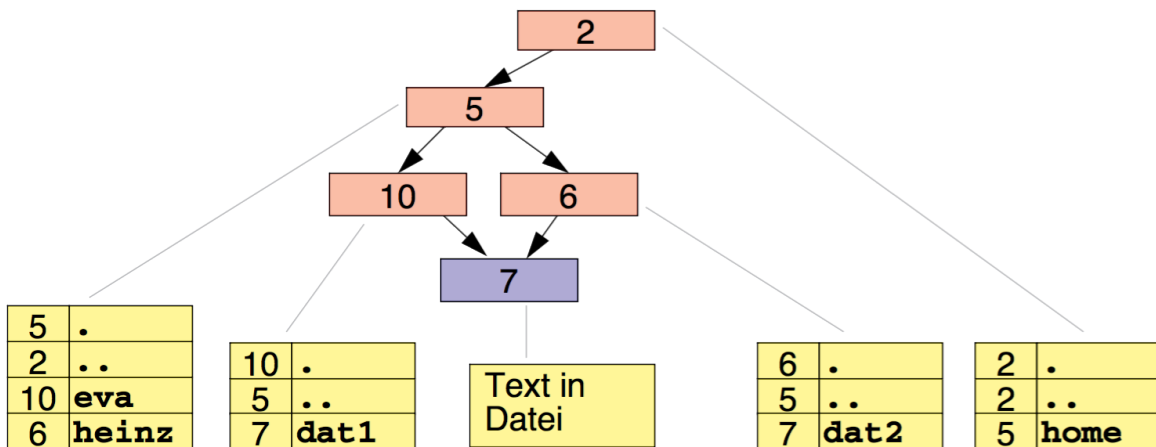 2
5
10 6
7
5 .
2 ..
10 eva
6 heinz
10 .
5 ..
7 dat1
Text in
Datei
6 .
5 ..
7 dat2
2 .
2 ..
5 home